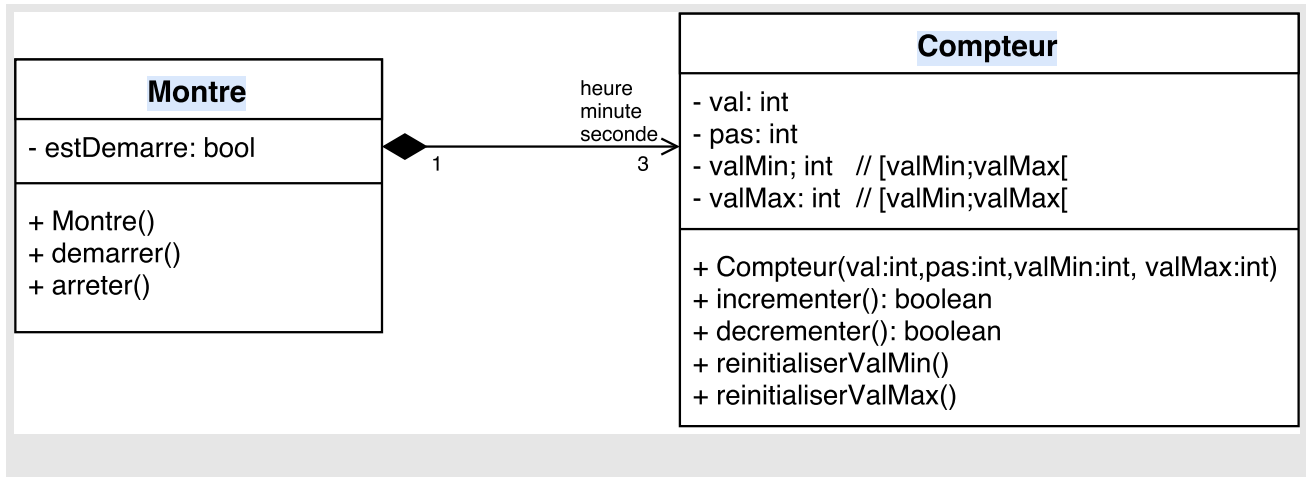 Montre
- estDemarre: bool
+ Montre()
+ demarrer()
+ arreter()
heure
minute
seconde
1
3
Compteur
- val: int
- pas: int
- valMin; int // [valMin;valMax[
- valMax: int // [valMin;valMax[
+ Compteur(val:int,pas:int,valMin:int, valMax:int)
+ incrementer(): boolean
+ decrementer(): boolean
+ reinitialiserValMin()
+ reinitialiserValMax()